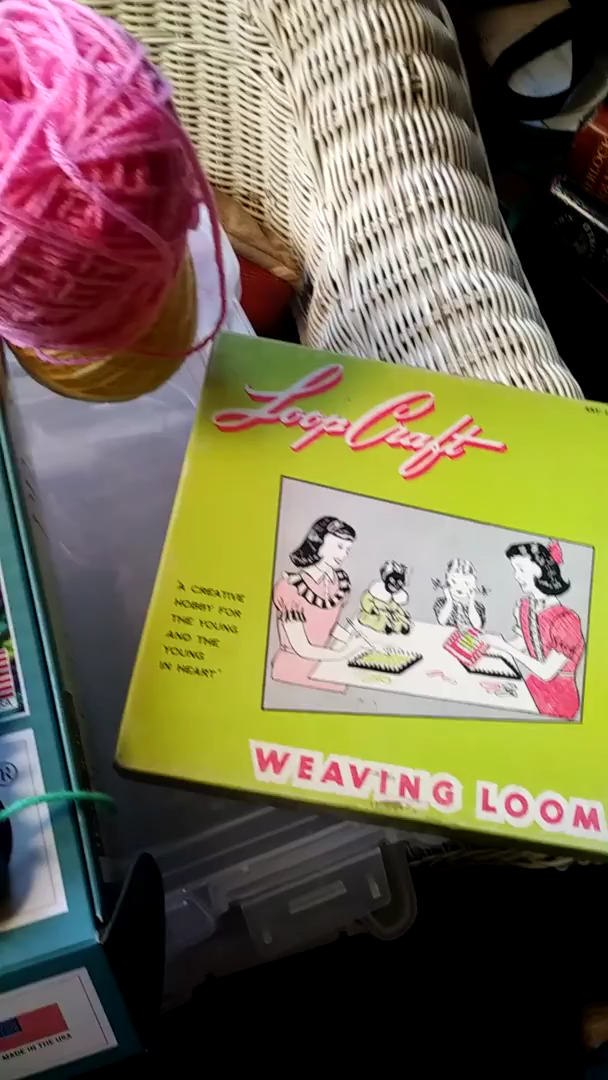 Loop Craft
"A CREATIVE
HOBBY FOR
THE YOUNG
AND THE
YOUNG
IN HEART"
WEAVING LOOM
®
MADE IN THE USA